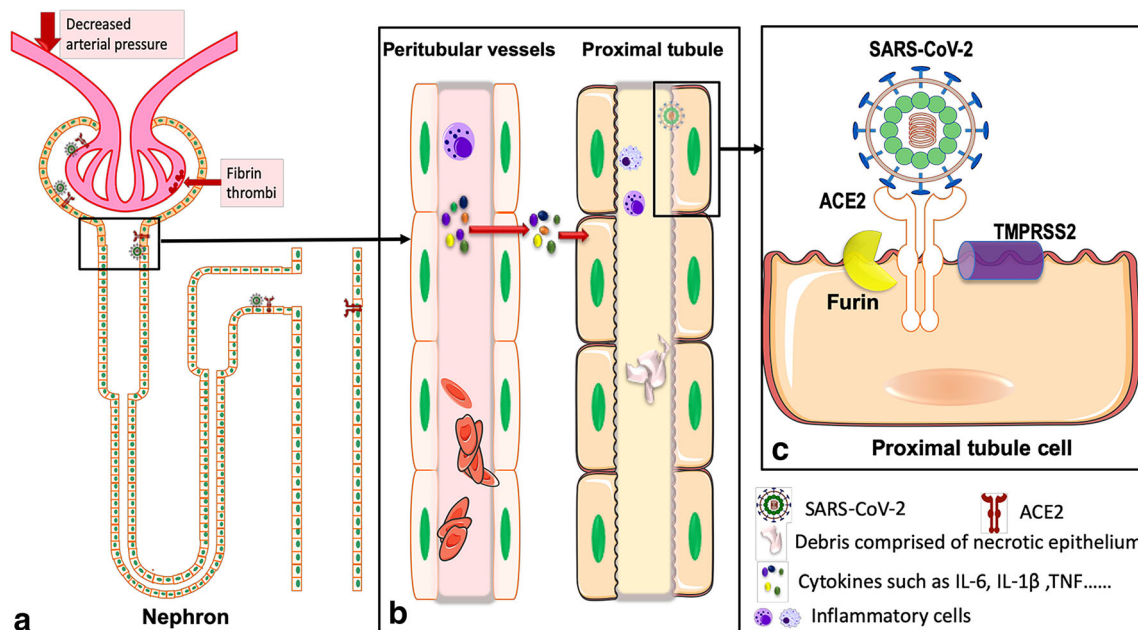 Decreased
arterial pressure
a
Fibrin
thrombi
Nephron
Peritubular vessels
Proximal tubule
b
SARS-CoV-2
ACE2
TMPRSS2
Furin
c
Proximal tubule cell
SARS-CoV-2
ACE2
Debris comprised of necrotic epithelium
Cytokines such as IL-6, IL-1β ,TNF......
Inflammatory cells